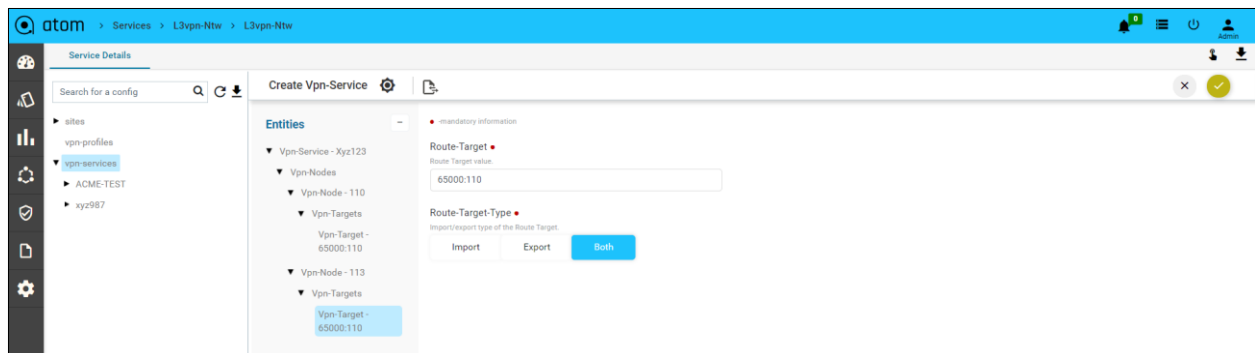 atom > Services > L3vpn-Ntw > L3vpn-Ntw
0
Admin
Service Details
Search for a config
Create Vpn-Service
sites
vpn-profiles
vpn-services
ACME-TEST
xyz987
Entities
Vpn-Service - Xyz123
Vpn-Nodes
Vpn-Node - 110
Vpn-Targets
Vpn-Target -
65000:110
Vpn-Node - 113
Vpn-Targets
Vpn-Target -
65000:110
-mandatory information
Route-Target
Route Target value.
65000:110
Route-Target-Type
Import/export type of the Route Target.
Import Export Both